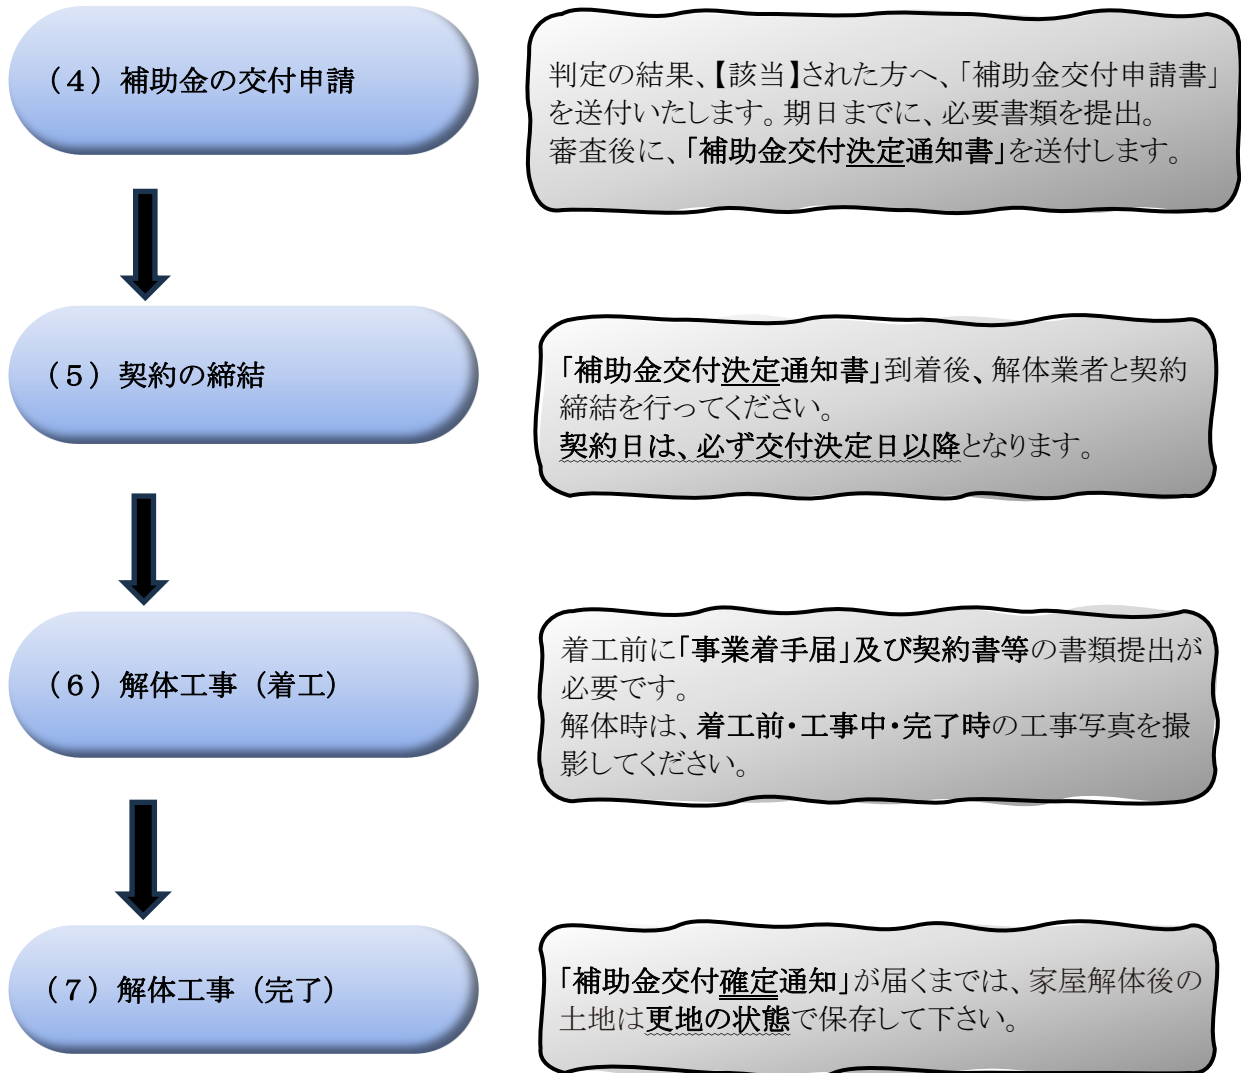 （４）補助金の交付申請
判定の結果、【該当】された方へ、「補助金交付申請書」
を送付いたします。期日までに、必要書類を提出。
審査後に、「補助金交付決定通知書」を送付します。
（５）契約の締結
「補助金交付決定通知書」到着後、解体業者と契約
締結を行ってください。
契約日は、必ず交付決定日以降となります。
（６）解体工事（着工）
着工前に「事業着手届」及び契約書等の書類提出が
必要です。
解体時は、着工前・工事中・完了時の工事写真を撮
影してください。
（７）解体工事（完了）
「補助金交付確定通知」が届くまでは、家屋解体後の
土地は更地の状態で保存して下さい。